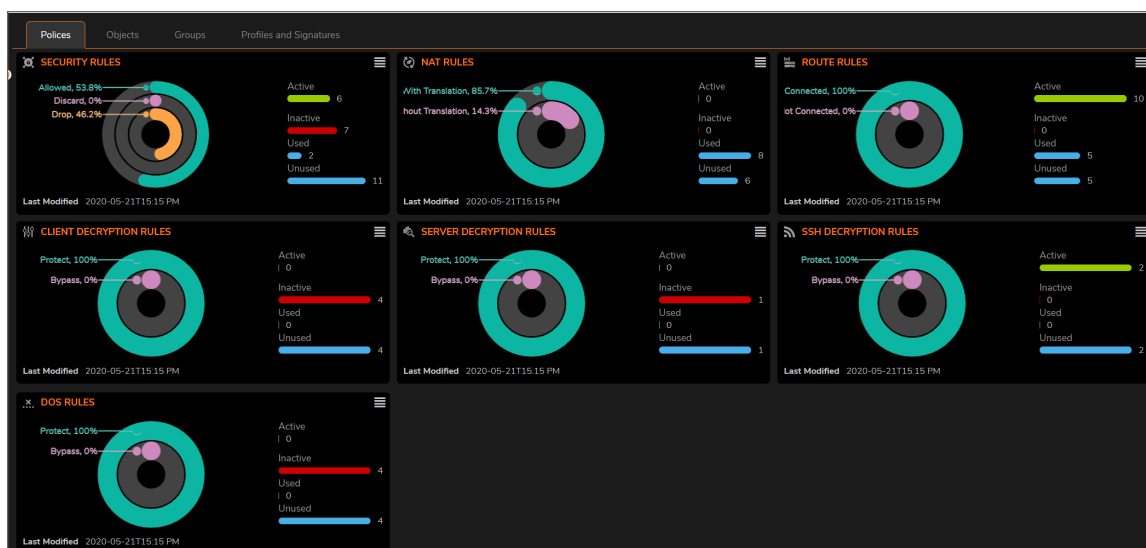 Polices
Objects
Groups
Profiles and Signatures
SECURITY RULES
Allowed, 53.8%
Discard, 0%
Drop, 46.2%
Active
6
Inactive
7
Used
2
Unused
11
Last Modified 2020-05-21T15:15 PM
NAT RULES
With Translation, 85.7%
hout Translation, 14.3%
Active
0
Inactive
0
Used
8
Unused
6
Last Modified 2020-05-21T15:15 PM
ROUTE RULES
Connected, 100%
ot Connected, 0%
Active
10
Inactive
0
Used
5
Unused
5
Last Modified 2020-05-21T15:15 PM
CLIENT DECRYPTION RULES
Protect, 100%
Bypass, 0%
Active
0
Inactive
4
Used
0
Unused
4
Last Modified 2020-05-21T15:15 PM
SERVER DECRYPTION RULES
Protect, 100%
Bypass, 0%
Active
0
Inactive
1
Used
0
Unused
1
Last Modified 2020-05-21T15:15 PM
SSH DECRYPTION RULES
Protect, 100%
Bypass, 0%
Active
2
Inactive
0
Used
0
Unused
2
Last Modified 2020-05-21T15:15 PM
DOS RULES
Protect, 100%
Bypass, 0%
Active
0
Inactive
4
Used
0
Unused
4
Last Modified 2020-05-21T15:15 PM